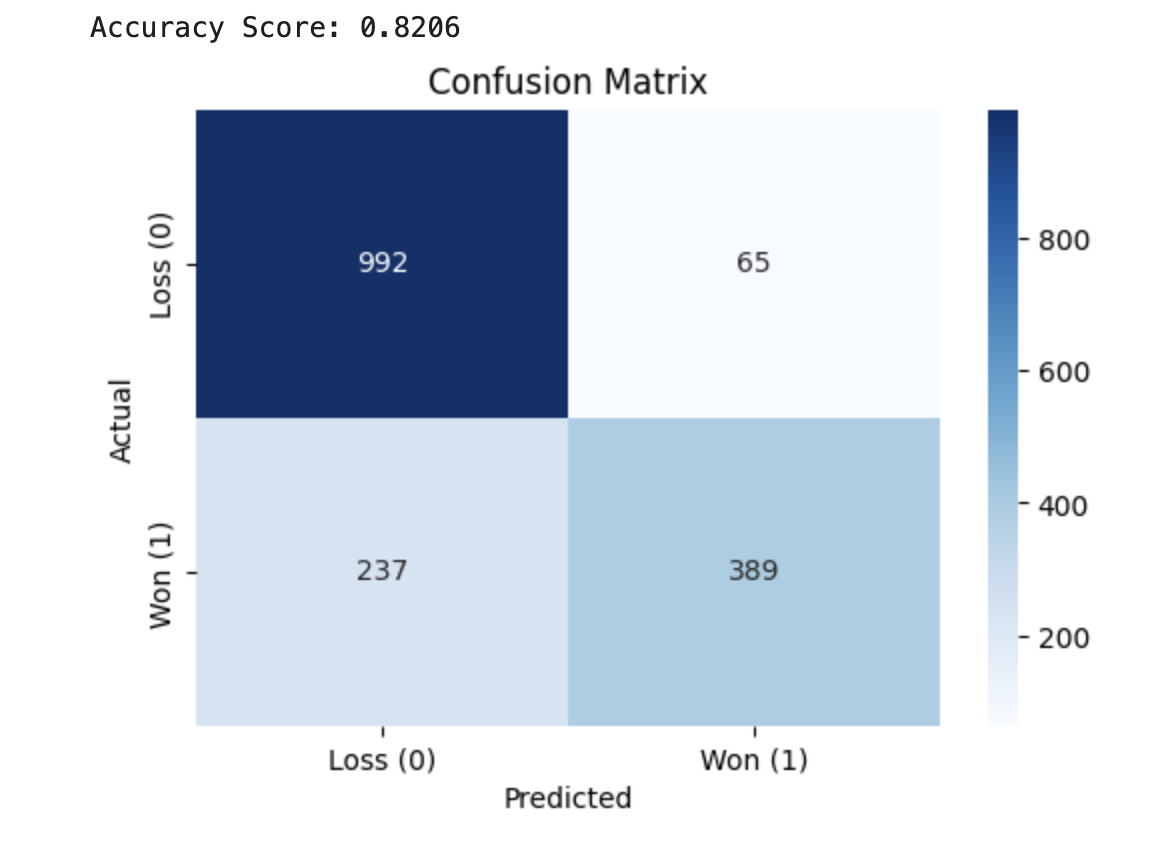 Accuracy Score: 0.8206
Confusion Matrix
Loss (0)
992
65
800
600
Actual
400
Won (1)
237
389
200
Loss (0)
Won (1)
Predicted